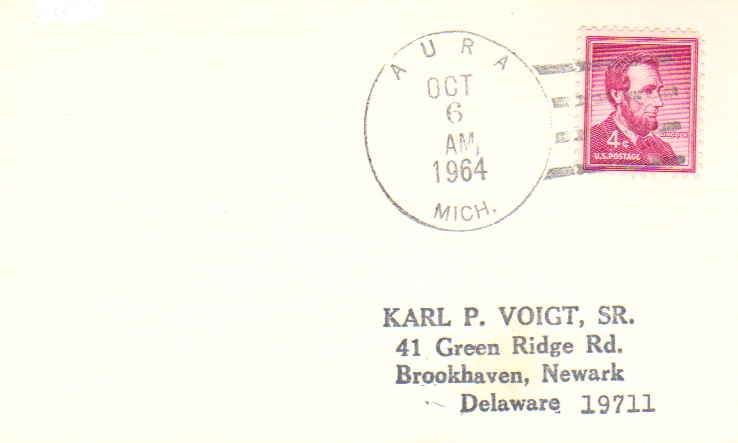 AURA
OCT
6
AM
1964
MICH.
4¢
LINCOLN
U.S. POSTAGE
KARL P. VOIGT, SR.
41 Green Ridge Rd.
Brookhaven, Newark
Delaware 19711